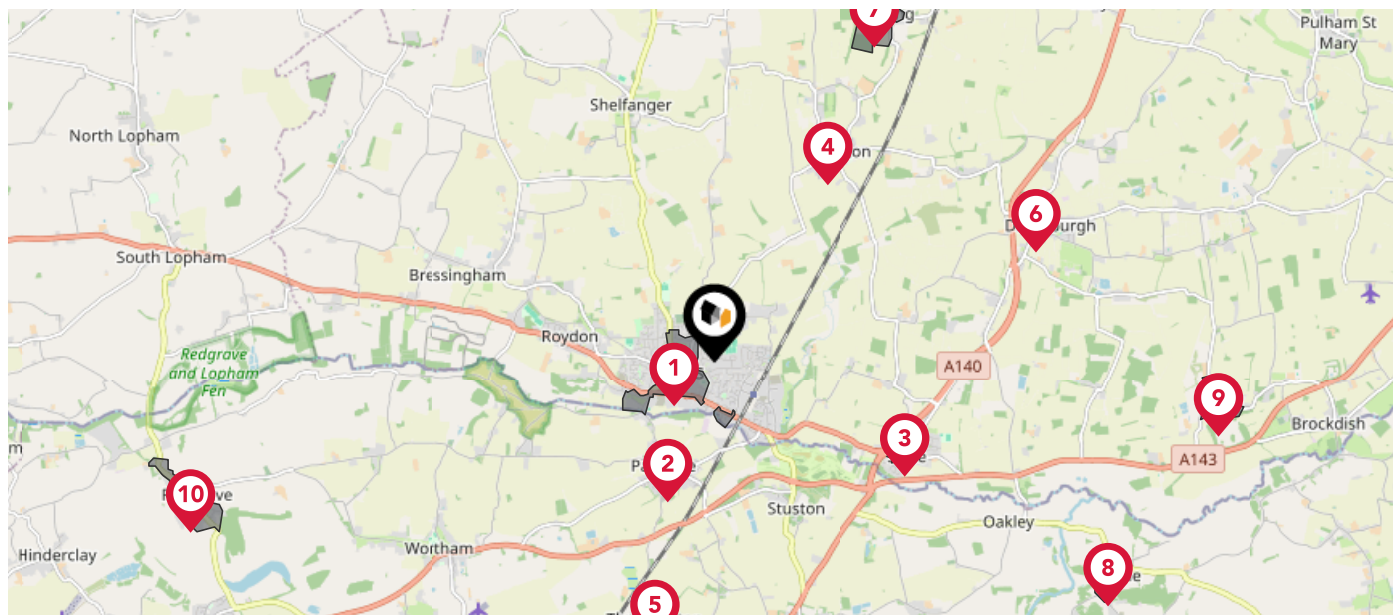 7
Pulham St
Mary
Shelfanger
North Lopham
4
6
South Lopham
Bressingham
Roydon
Redgrave
and Lopham
Fen
A140
1
9
Brockdish
3
A143
2
10
Stuston
Oakley
Hinderclay
Wortham
8
5